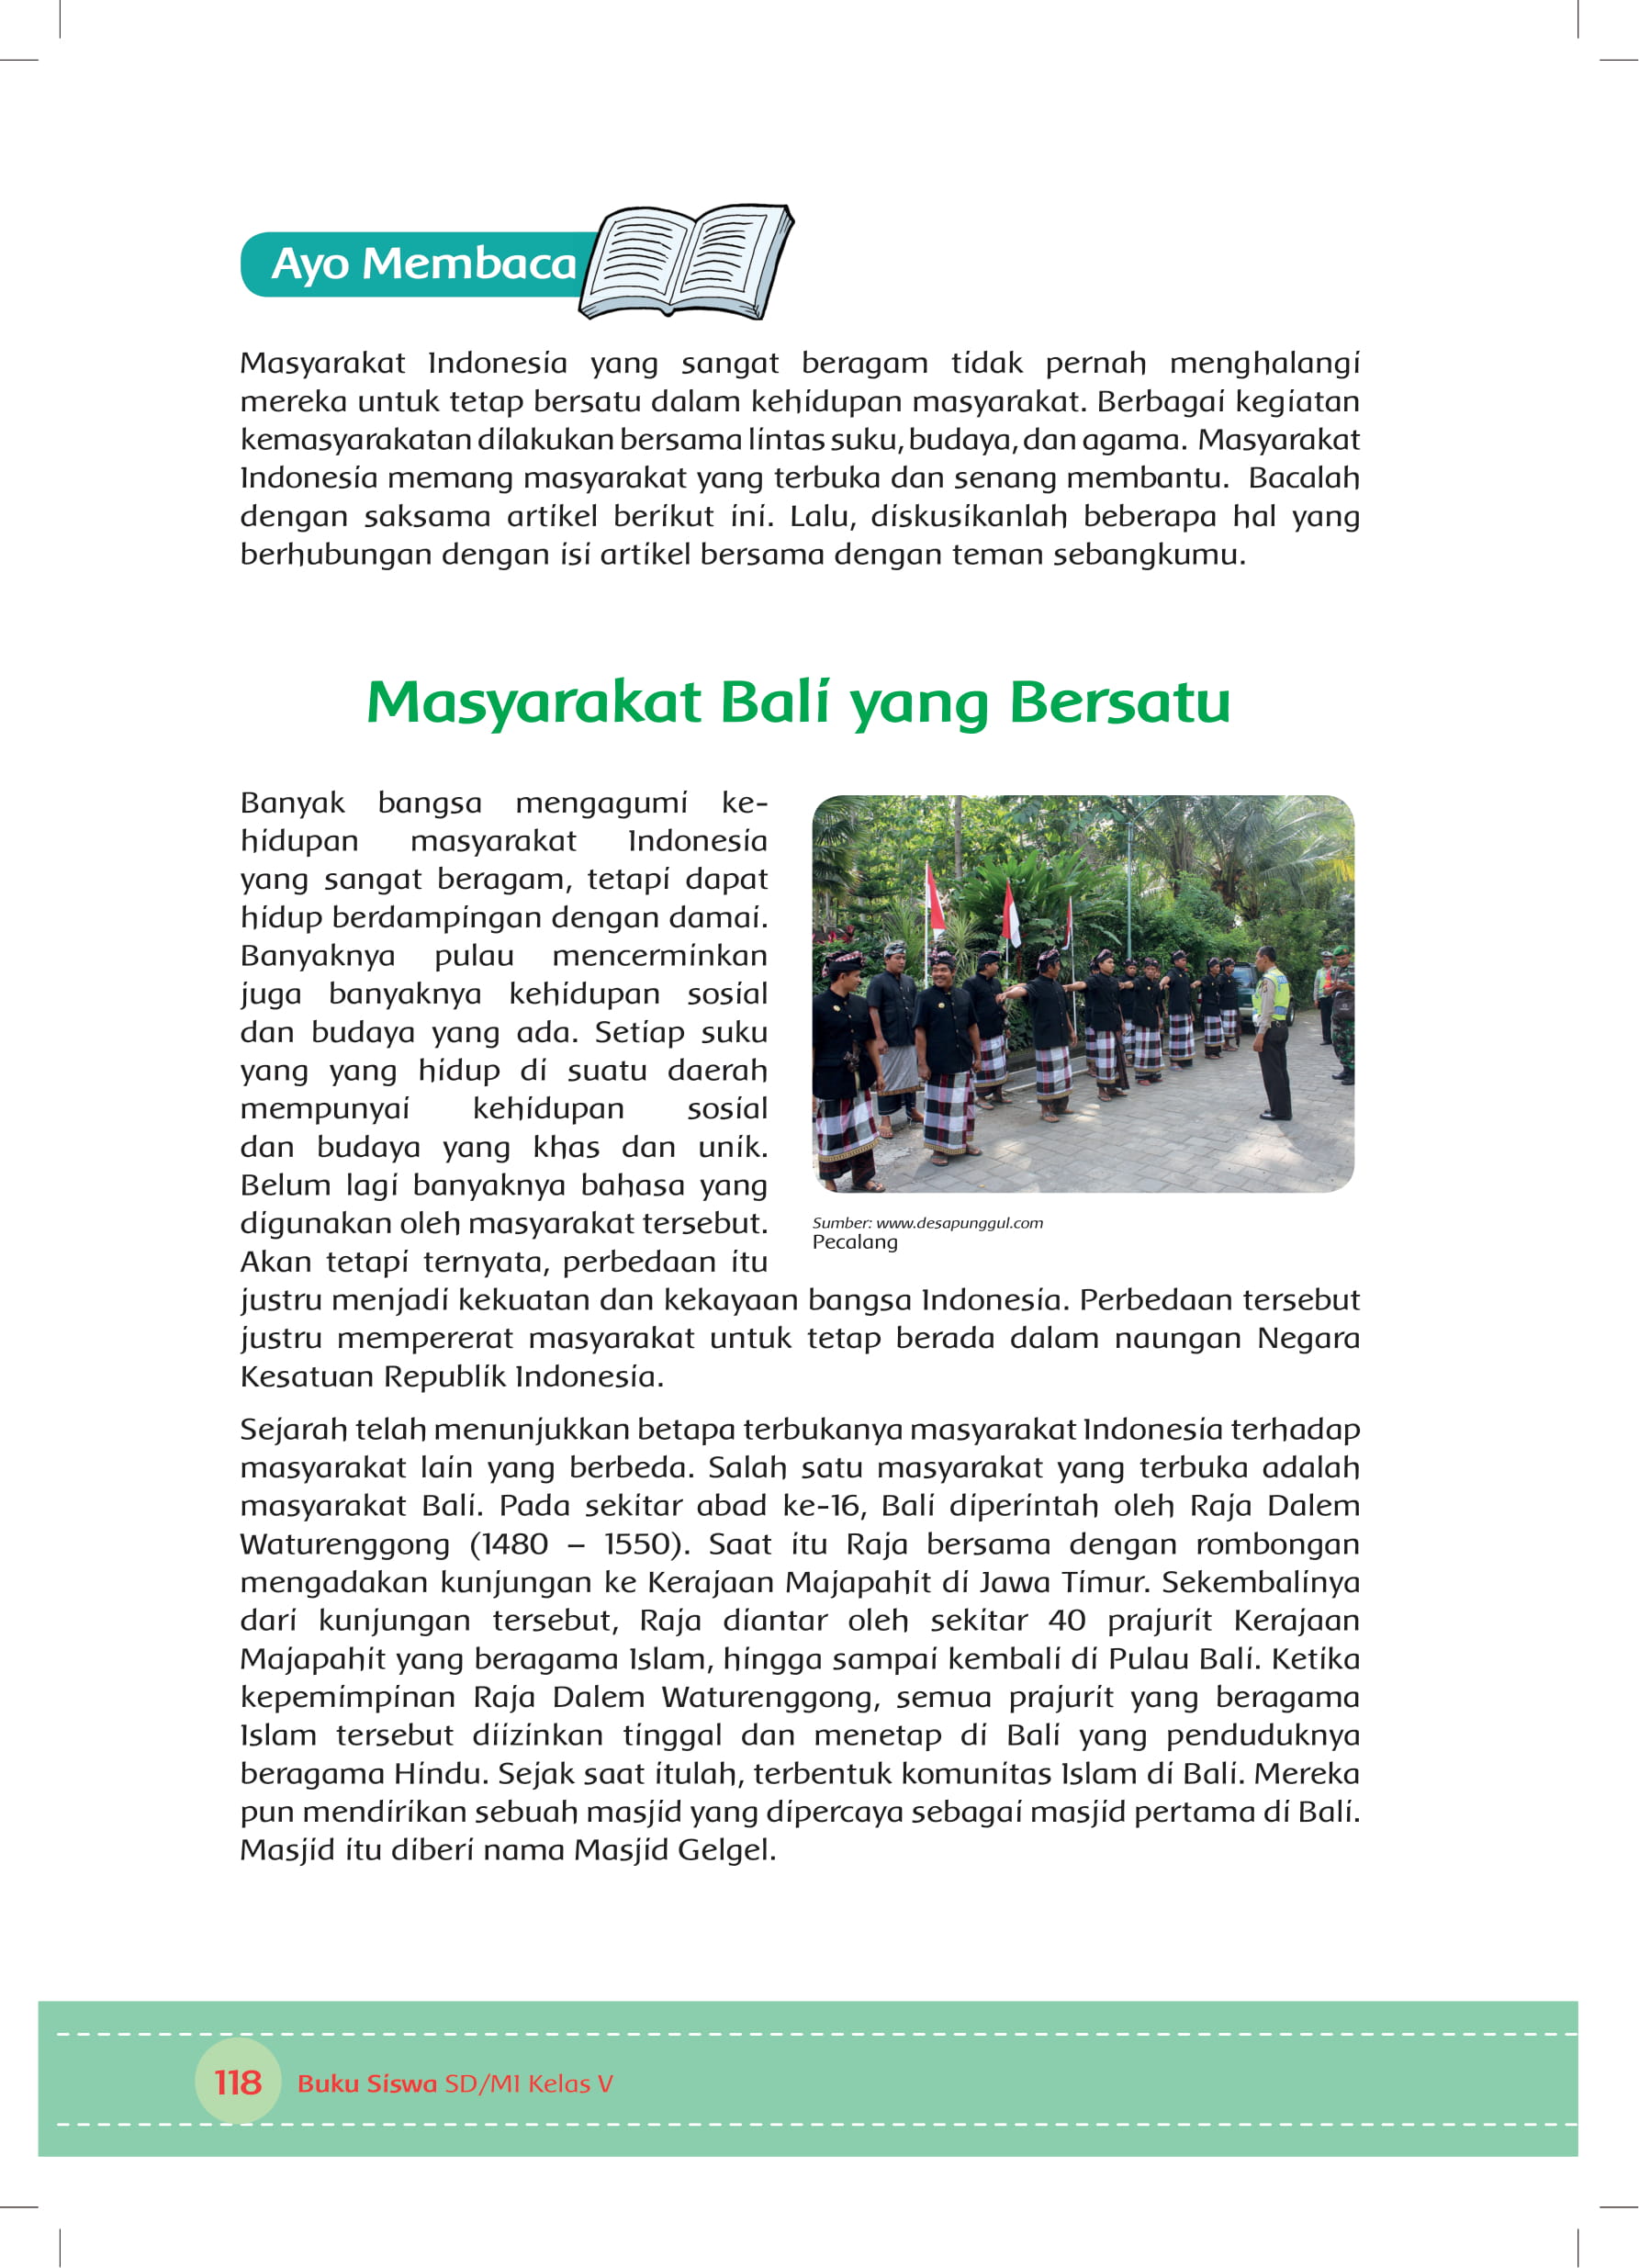 Ayo Membaca
Masyarakat Indonesia yang sangat beragam tidak pernah menghalangi
mereka untuk tetap bersatu dalam kehidupan masyarakat. Berbagai kegiatan
kemasyarakatan dilakukan bersama lintas suku, budaya, dan agama. Masyarakat
Indonesia memang masyarakat yang terbuka dan senang membantu. Bacalah
dengan saksama artikel berikut ini. Lalu, diskusikanlah beberapa hal yang
berhubungan dengan isi artikel bersama dengan teman sebangkumu.
Masyarakat Bali yang Bersatu
Banyak bangsa mengagumi ke-
hidupan masyarakat Indonesia
yang sangat beragam, tetapi dapat
hidup berdampingan dengan damai.
Banyaknya pulau mencerminkan
juga banyaknya kehidupan sosial
dan budaya yang ada. Setiap suku
yang yang hidup di suatu daerah
mempunyai kehidupan sosial
dan budaya yang khas dan unik.
Belum lagi banyaknya bahasa yang
digunakan oleh masyarakat tersebut.
Akan tetapi ternyata, perbedaan itu
justru menjadi kekuatan dan kekayaan bangsa Indonesia. Perbedaan tersebut
justru mempererat masyarakat untuk tetap berada dalam naungan Negara
Kesatuan Republik Indonesia.
Sumber: www.desapunggul.com
Pecalang
Sejarah telah menunjukkan betapa terbukanya masyarakat Indonesia terhadap
masyarakat lain yang berbeda. Salah satu masyarakat yang terbuka adalah
masyarakat Bali. Pada sekitar abad ke-16, Bali diperintah oleh Raja Dalem
Waturenggong (1480 – 1550). Saat itu Raja bersama dengan rombongan
mengadakan kunjungan ke Kerajaan Majapahit di Jawa Timur. Sekembalinya
dari kunjungan tersebut, Raja diantar oleh sekitar 40 prajurit Kerajaan
Majapahit yang beragama Islam, hingga sampai kembali di Pulau Bali. Ketika
kepemimpinan Raja Dalem Waturenggong, semua prajurit yang beragama
Islam tersebut diizinkan tinggal dan menetap di Bali yang penduduknya
beragama Hindu. Sejak saat itulah, terbentuk komunitas Islam di Bali. Mereka
pun mendirikan sebuah masjid yang dipercaya sebagai masjid pertama di Bali.
Masjid itu diberi nama Masjid Gelgel.
118 Buku Siswa SD/MI Kelas V